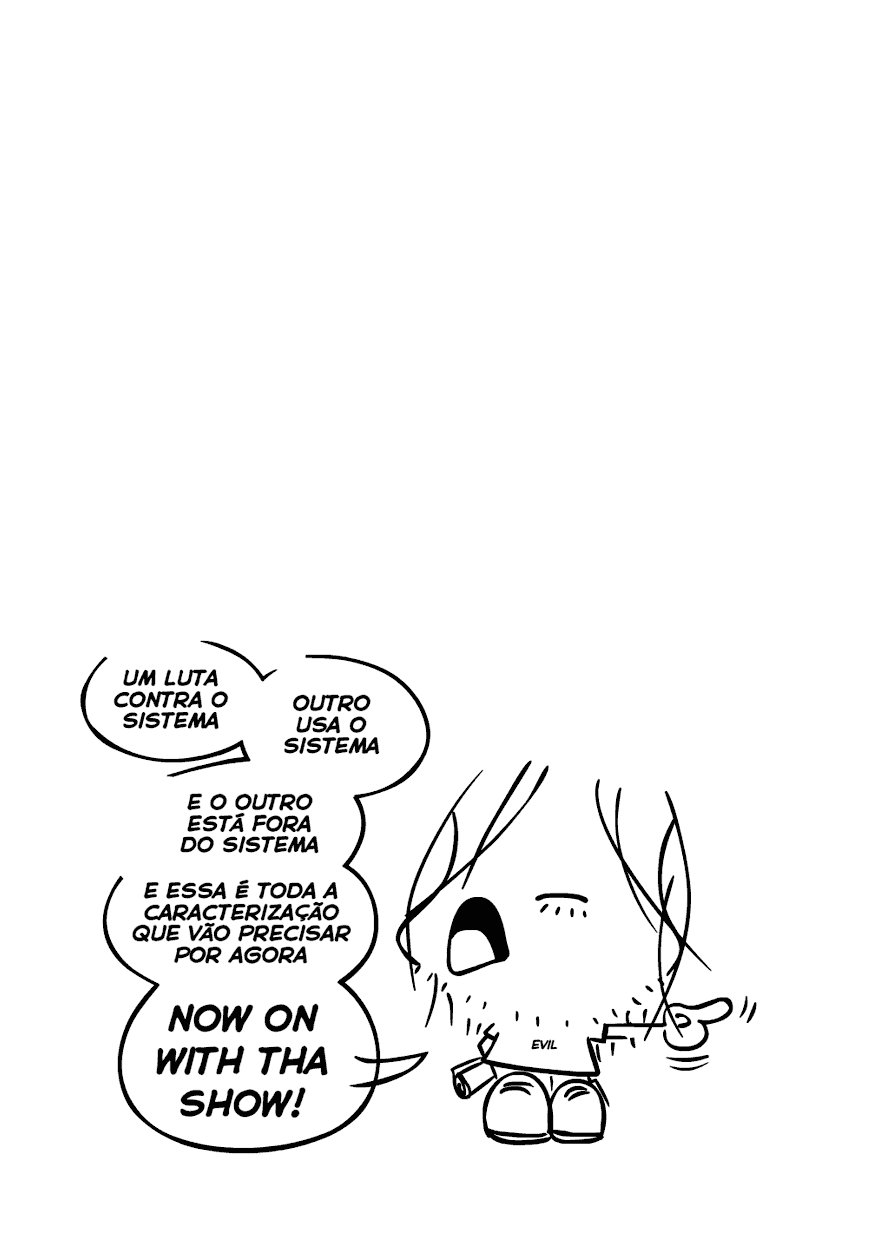 UM LUTA
CONTRA O
SISTEMA
OUTRO
USA O
SISTEMA
E O OUTRO
ESTÁ FORA
DO SISTEMA
E ESSA É TODA A
CARACTERIZAÇÃO
QUE VÃO PRECISAR
POR AGORA
NOW ON
WITH THA
SHOW!
EVIL